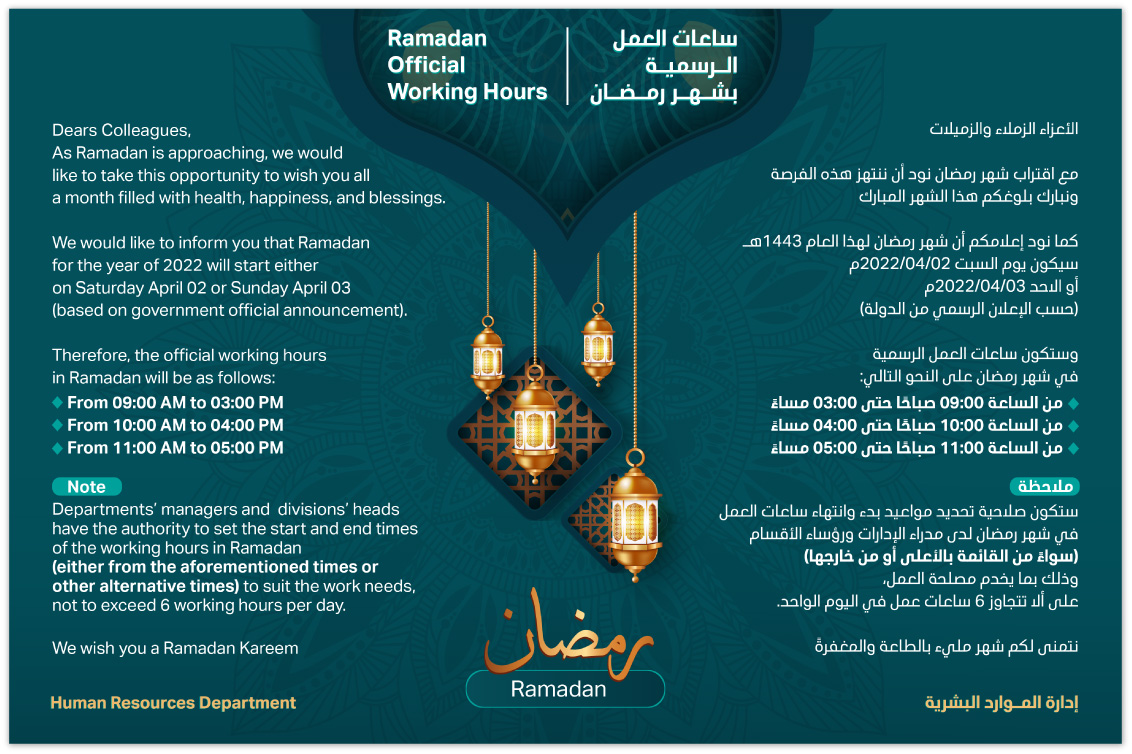 Ramadan
Official
Working Hours
ساعات العمل
الـرسميـة
بشـهـر رمـضـان
Dears Colleagues,
As Ramadan is approaching, we would
like to take this opportunity to wish you all
a month filled with health, happiness, and blessings.
We would like to inform you that Ramadan
for the year of 2022 will start either
on Saturday April 02 or Sunday April 03
(based on government official announcement).
Therefore, the official working hours
in Ramadan will be as follows:
◆ From 09:00 AM to 03:00 PM
◆ From 10:00 AM to 04:00 PM
◆ From 11:00 AM to 05:00 PM
Note
Departments’ managers and divisions’ heads
have the authority to set the start and end times
of the working hours in Ramadan
(either from the aforementioned times or
other alternative times) to suit the work needs,
not to exceed 6 working hours per day.
We wish you a Ramadan Kareem
Human Resources Department
الأعزاء الزملاء والزميلات
مع اقتراب شهر رمضان نود أن ننتهز هذه الفرصة
ونبارك بلوغكم هذا الشهر المبارك
كما نود إعلامكم أن شهر رمضان لهذا العام 1443هـ
سيكون يوم السبت 2022/04/02م
أو الاحد 2022/04/03م
(حسب الإعلان الرسمي من الدولة)
وستكون ساعات العمل الرسمية
في شهر رمضان على النحو التالي:
◆ من الساعة 09:00 صباحًا حتى 03:00 مساءً
◆ من الساعة 10:00 صباحًا حتى 04:00 مساءً
◆ من الساعة 11:00 صباحًا حتى 05:00 مساءً
ملاحظة
ستكون صلاحية تحديد مواعيد بدء وانتهاء ساعات العمل
في شهر رمضان لدى مدراء الإدارات ورؤساء الأقسام
(سواءً من القائمة بالأعلى أو من خارجها)
وذلك بما يخدم مصلحة العمل،
على ألا تتجاوز 6 ساعات عمل في اليوم الواحد.
نتمنى لكم شهر مليء بالطاعة والمغفرة
إدارة المـوارد البشرية
رمضان
Ramadan